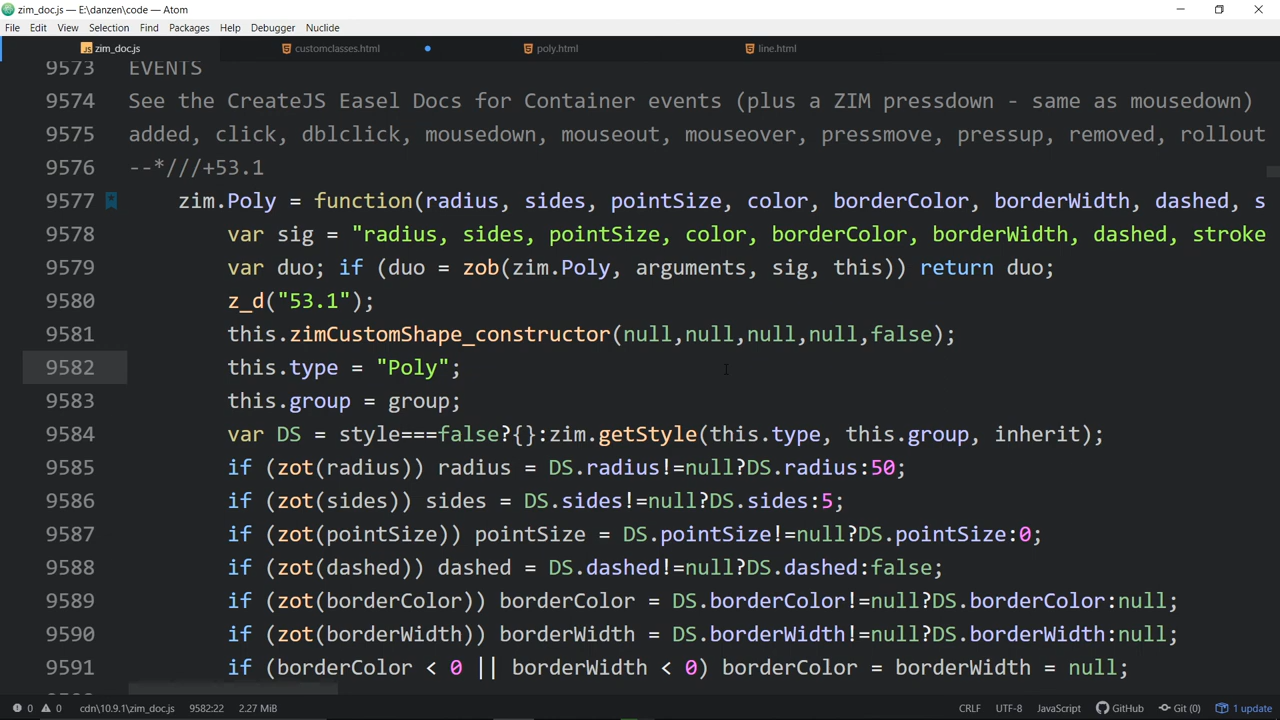 zim_doc.js — E:\danzen\code — Atom
File Edit View Selection Find Packages Help Debugger Nuclide
zim_doc.js customclasses.html poly.html line.html
9573 EVENTS
9574 See the CreateJS Easel Docs for Container events (plus a ZIM pressdown - same as mousedown)
9575 added, click, dblclick, mousedown, mouseout, mouseover, pressmove, pressup, removed, rollout
9576 --*///+53.1
9577 zim.Poly = function(radius, sides, pointSize, color, borderColor, borderWidth, dashed, s
9578 var sig = "radius, sides, pointSize, color, borderColor, borderWidth, dashed, stroke
9579 var duo; if (duo = zob(zim.Poly, arguments, sig, this)) return duo;
9580 z_d("53.1");
9581 this.zimCustomShape_constructor(null,null,null,null,false);
9582 this.type = "Poly";
9583 this.group = group;
9584 var DS = style===false?{}:zim.getStyle(this.type, this.group, inherit);
9585 if (zot(radius)) radius = DS.radius!=null?DS.radius:50;
9586 if (zot(sides)) sides = DS.sides!=null?DS.sides:5;
9587 if (zot(pointSize)) pointSize = DS.pointSize!=null?DS.pointSize:0;
9588 if (zot(dashed)) dashed = DS.dashed!=null?DS.dashed:false;
9589 if (zot(borderColor)) borderColor = DS.borderColor!=null?DS.borderColor:null;
9590 if (zot(borderWidth)) borderWidth = DS.borderWidth!=null?DS.borderWidth:null;
9591 if (borderColor < 0 || borderWidth < 0) borderColor = borderWidth = null;
0 0 cdn\10.9.1\zim_doc.js 9582:22 2.27 MiB CRLF UTF-8 JavaScript GitHub Git (0) 1 update